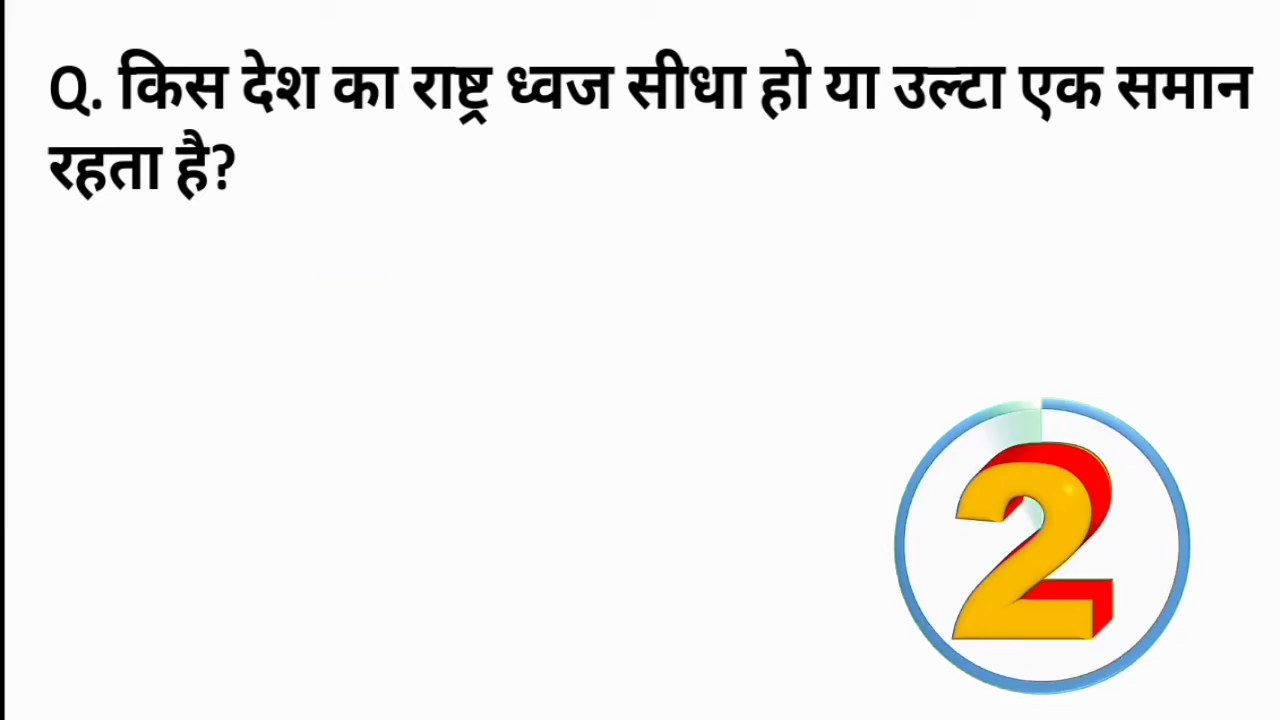 Q. किस देश का राष्ट्र ध्वज सीधा हो या उल्टा एक समान
रहता है?
2